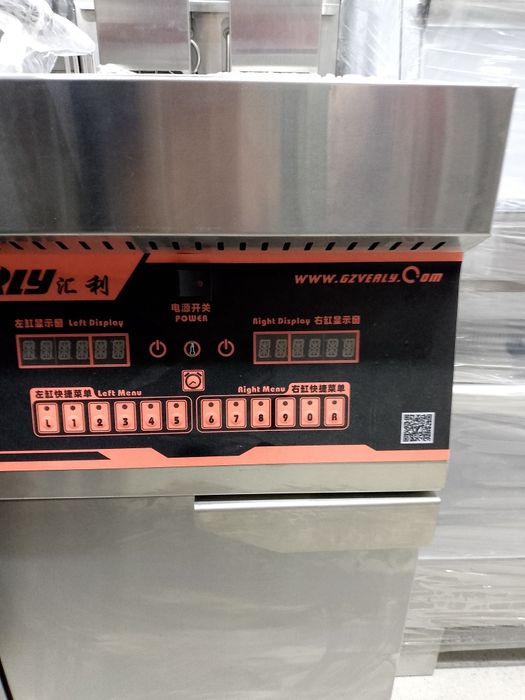 RLY 汇利
WWW.GZVERLY.COM
电源开关
POWER
左缸显示窗 Left Display
Right Display 右缸显示窗
左缸快捷菜单 Left Menu
Right Menu 右缸快捷菜单
L 1 2 3 4 5 6 7 8 9 0 R